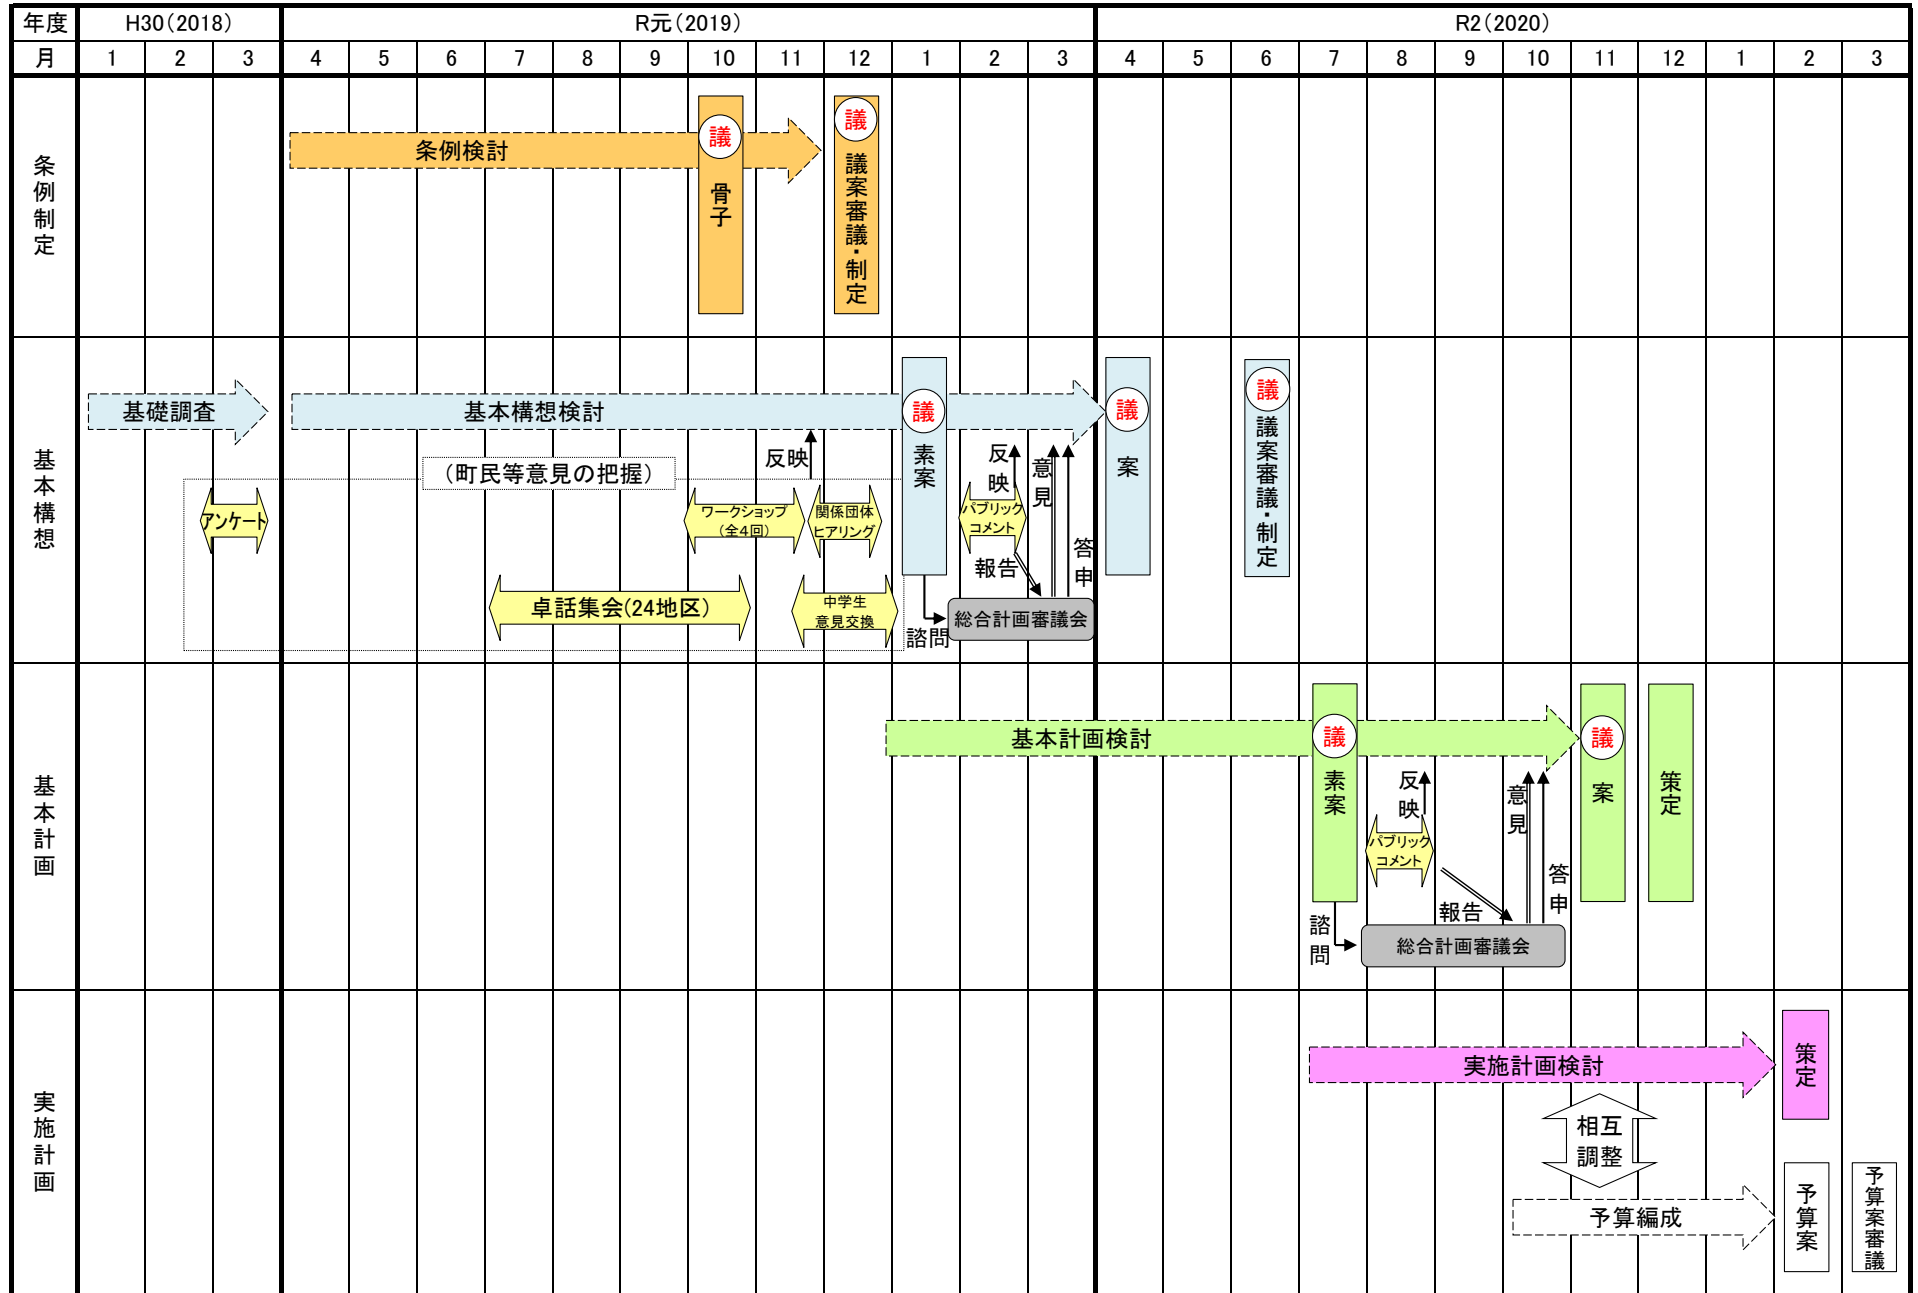 年度 H30(2018) R元(2019) R2(2020)
月 1 2 3 4 5 6 7 8 9 10 11 12 1 2 3 4 5 6 7 8 9 10 11 12 1 2 3
条例制定
条例検討
議
骨子
議
議案審議・制定
基本構想
基礎調査
基本構想検討
議
素案
議
案
議
議案審議・制定
反映
(町民等意見の把握)
アンケート
ワークショップ
(全4回)
関係団体
ヒアリング
卓話集会(24地区)
中学生
意見交換
反映
パブリック
コメント
意見
答申
報告
諮問
総合計画審議会
基本計画
基本計画検討
議
素案
議
案
策定
反映
パブリック
コメント
意見
答申
報告
諮問
総合計画審議会
実施計画
実施計画検討
策定
相互
調整
予算編成
予算案
予算案審議